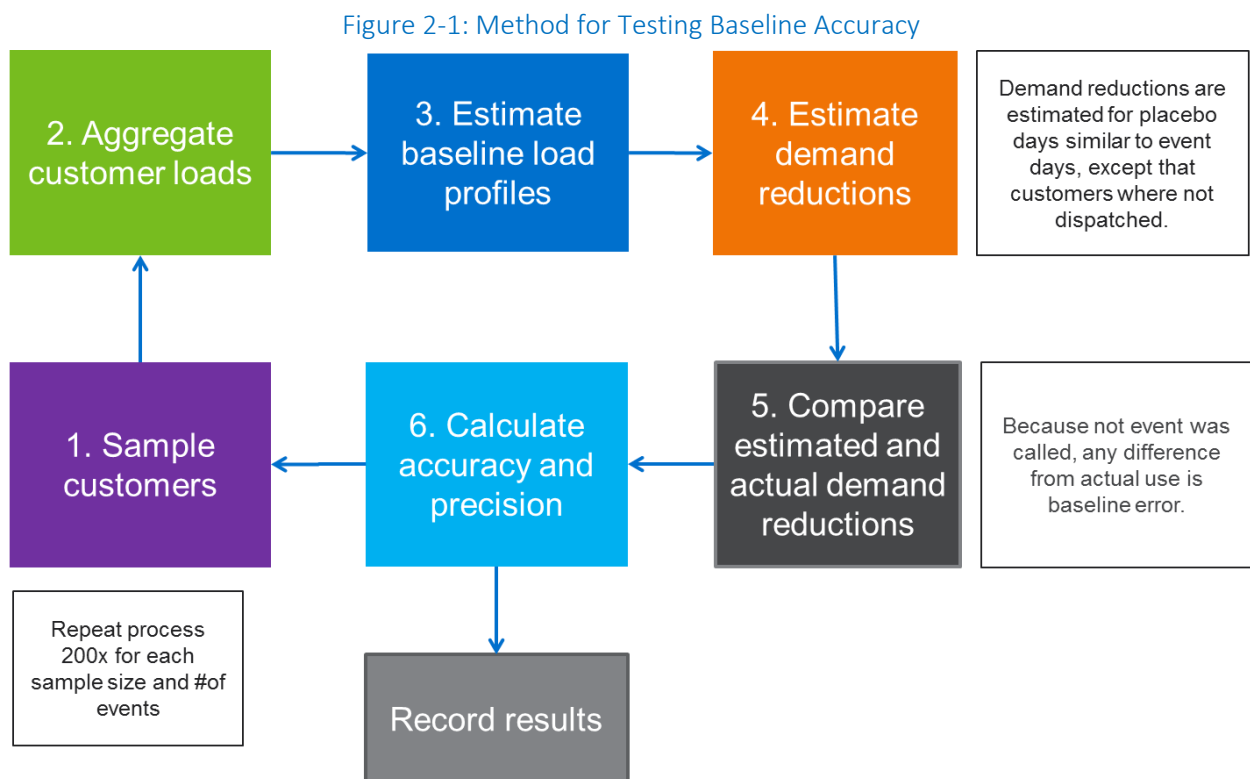 Figure 2-1: Method for Testing Baseline Accuracy
2. Aggregate
customer loads
3. Estimate
baseline load
profiles
4. Estimate
demand
reductions
Demand reductions are
estimated for placebo
days similar to event
days, except that
customers where not
dispatched.
1. Sample
customers
6. Calculate
accuracy and
precision
5. Compare
estimated and
actual demand
reductions
Because not event was
called, any difference
from actual use is
baseline error.
Repeat process
200x for each
sample size and #of
events
Record results